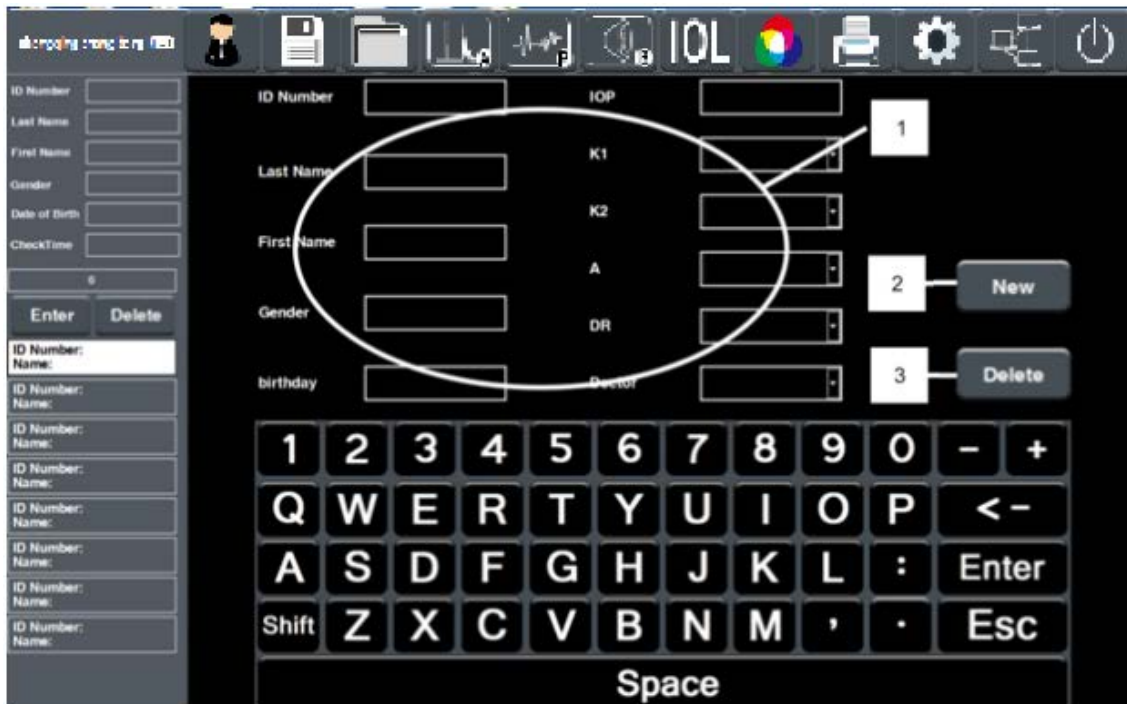 IOL
ID Number
Last Name
First Name
Gender
Date of Birth
CheckTime
6
Enter Delete
ID Number:
Name:
ID Number:
Name:
ID Number:
Name:
ID Number:
Name:
ID Number:
Name:
ID Number:
Name:
ID Number:
Name:
ID Number:
Name:
ID Number IOP
Last Name K1
K2
First Name A
Gender DR
birthday Doctor
1
2 New
3 Delete
1 2 3 4 5 6 7 8 9 0 - +
Q W E R T Y U I O P <-
A S D F G H J K L : Enter
Shift Z X C V B N M , . Esc
Space